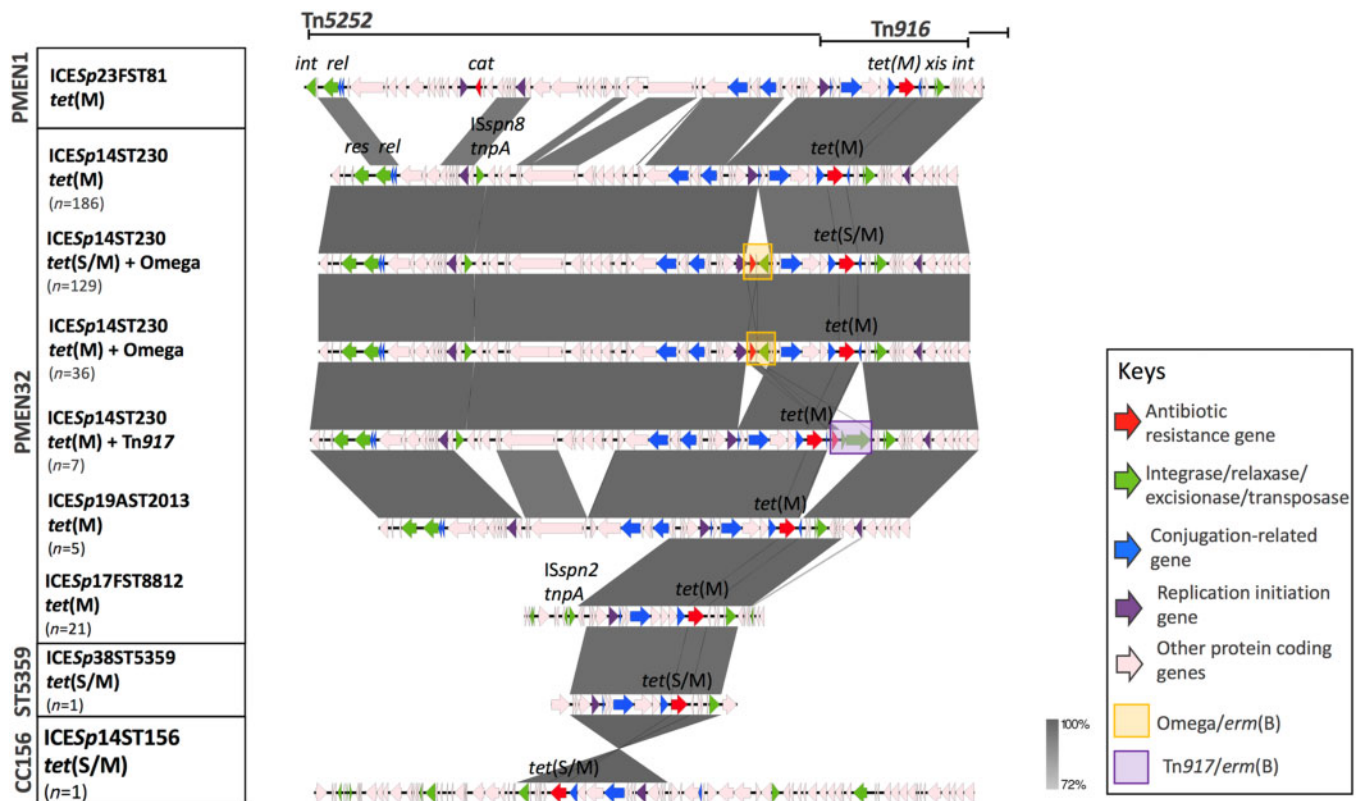 Tn5252
Tn916
PMEN1
ICESp23FST81
tet(M)
int rel
cat
tet(M) xis int
PMEN32
ICESp14ST230
tet(M)
(n=186)
res rel
ISspn8
tnpA
tet(M)
ICESp14ST230
tet(S/M) + Omega
(n=129)
tet(S/M)
ICESp14ST230
tet(M) + Omega
(n=36)
tet(M)
ICESp14ST230
tet(M) + Tn917
(n=7)
tet(M)
ICESp19AST2013
tet(M)
(n=5)
tet(M)
ICESp17FST8812
tet(M)
(n=21)
ISspn2
tnpA
tet(M)
ST5359
ICESp38ST5359
tet(S/M)
(n=1)
tet(S/M)
CC156
ICESp14ST156
tet(S/M)
(n=1)
tet(S/M)
100%
72%
Keys
Antibiotic
resistance gene
Integrase/relaxase/
excisionase/transposase
Conjugation-related
gene
Replication initiation
gene
Other protein coding
genes
Omega/erm(B)
Tn917/erm(B)